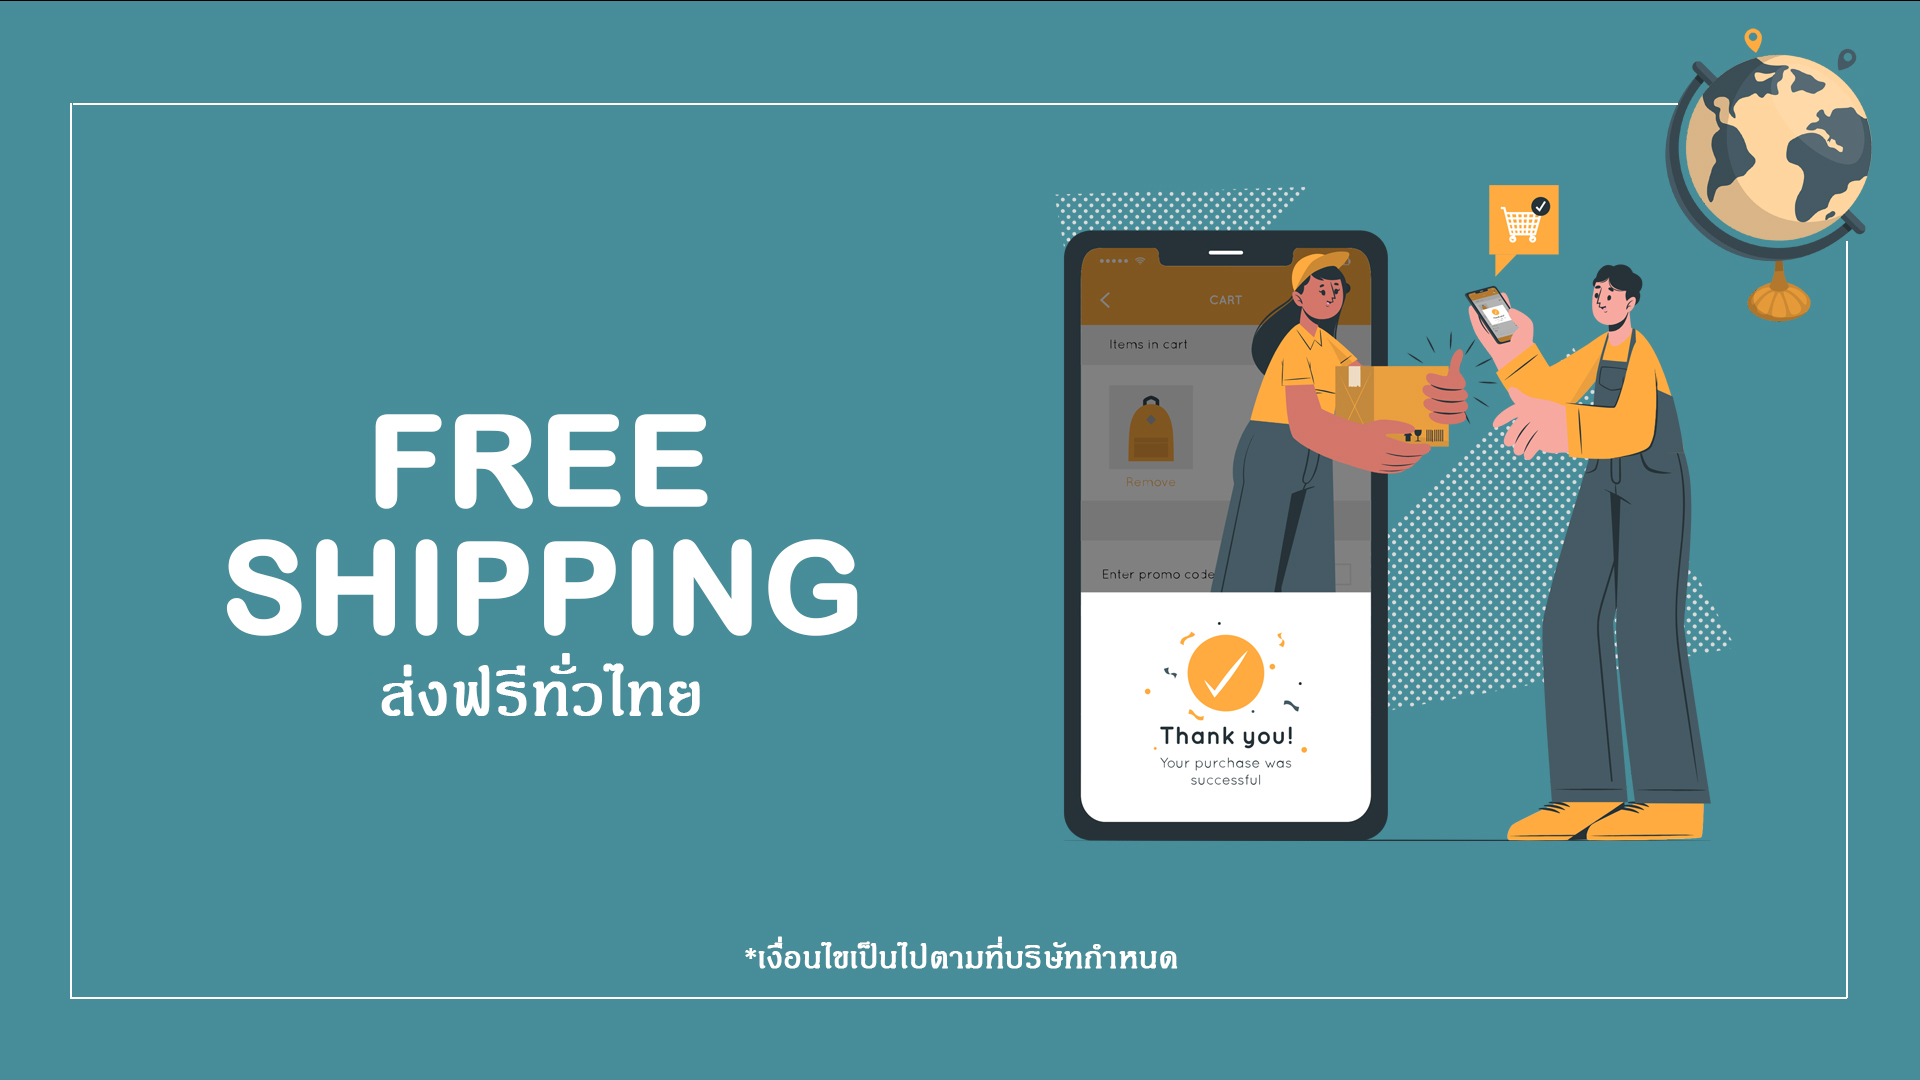 FREE
SHIPPING
ส่งฟรีทั่วไทย
CART
Items in cart
Remove
Enter promo code
Thank you!
Your purchase was
successful
*เงื่อนไขเป็นไปตามที่บริษัทกำหนด